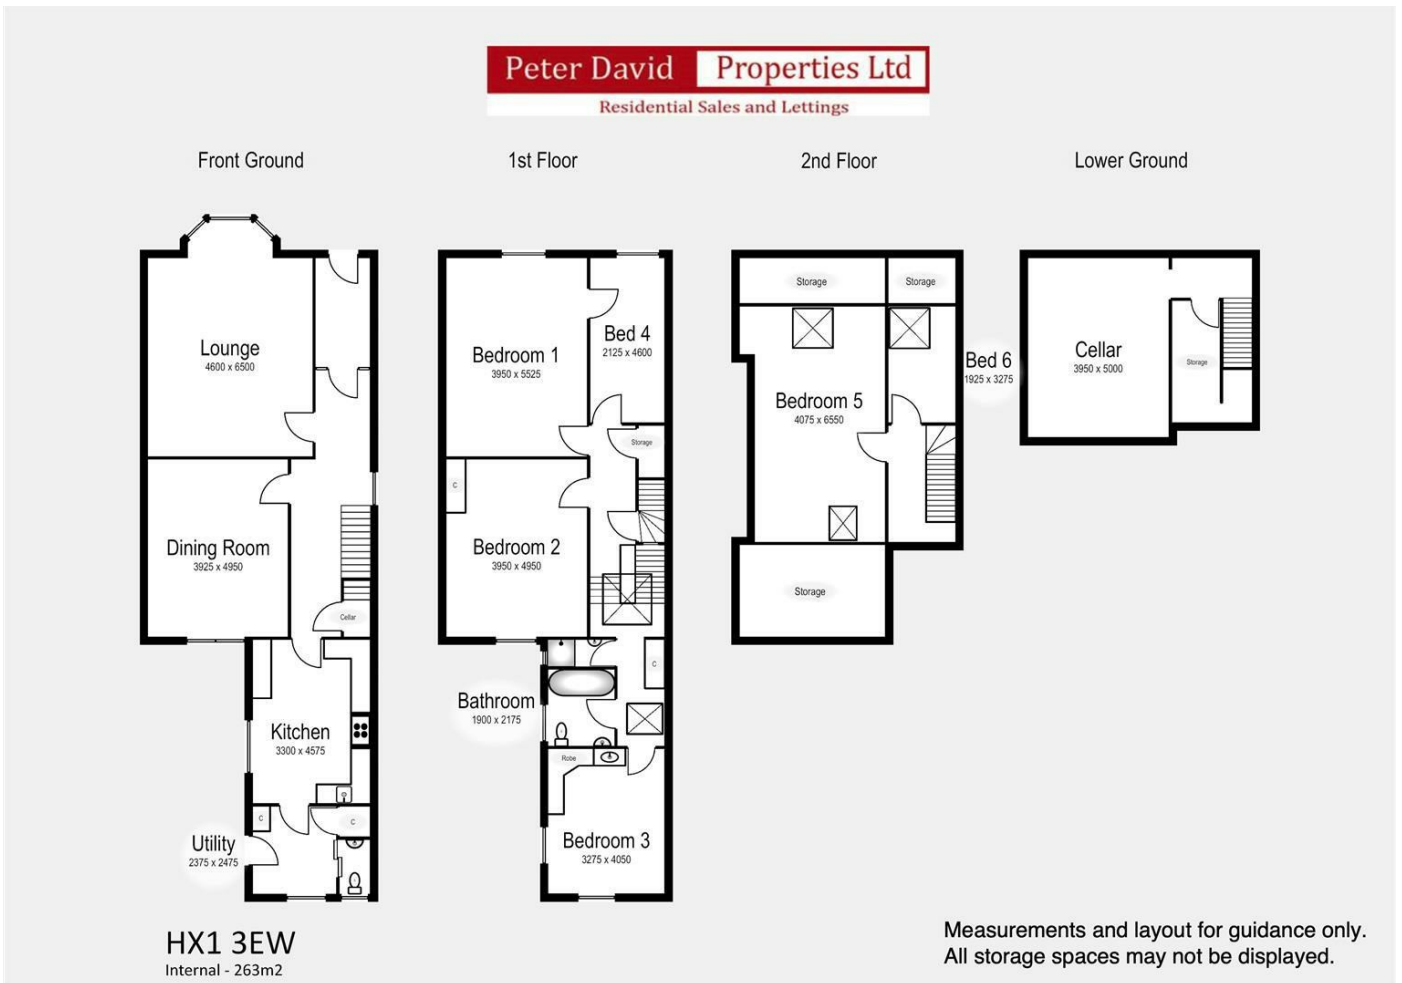 Peter David Properties Ltd
Residential Sales and Lettings
Front Ground
1st Floor
2nd Floor
Lower Ground
Lounge
4600 x 6500
Dining Room
3925 x 4950
Cellar
Kitchen
3300 x 4575
C
C
Utility
2375 x 2475
Bedroom 1
3950 x 5525
Bed 4
2125 x 4600
Storage
C
Bedroom 2
3950 x 4950
C
Bathroom
1900 x 2175
Robe
Bedroom 3
3275 x 4050
Storage
Storage
Bedroom 5
4075 x 6550
Bed 6
1925 x 3275
Storage
Cellar
3950 x 5000
Storage
HX1 3EW
Internal - 263m2
Measurements and layout for guidance only.
All storage spaces may not be displayed.